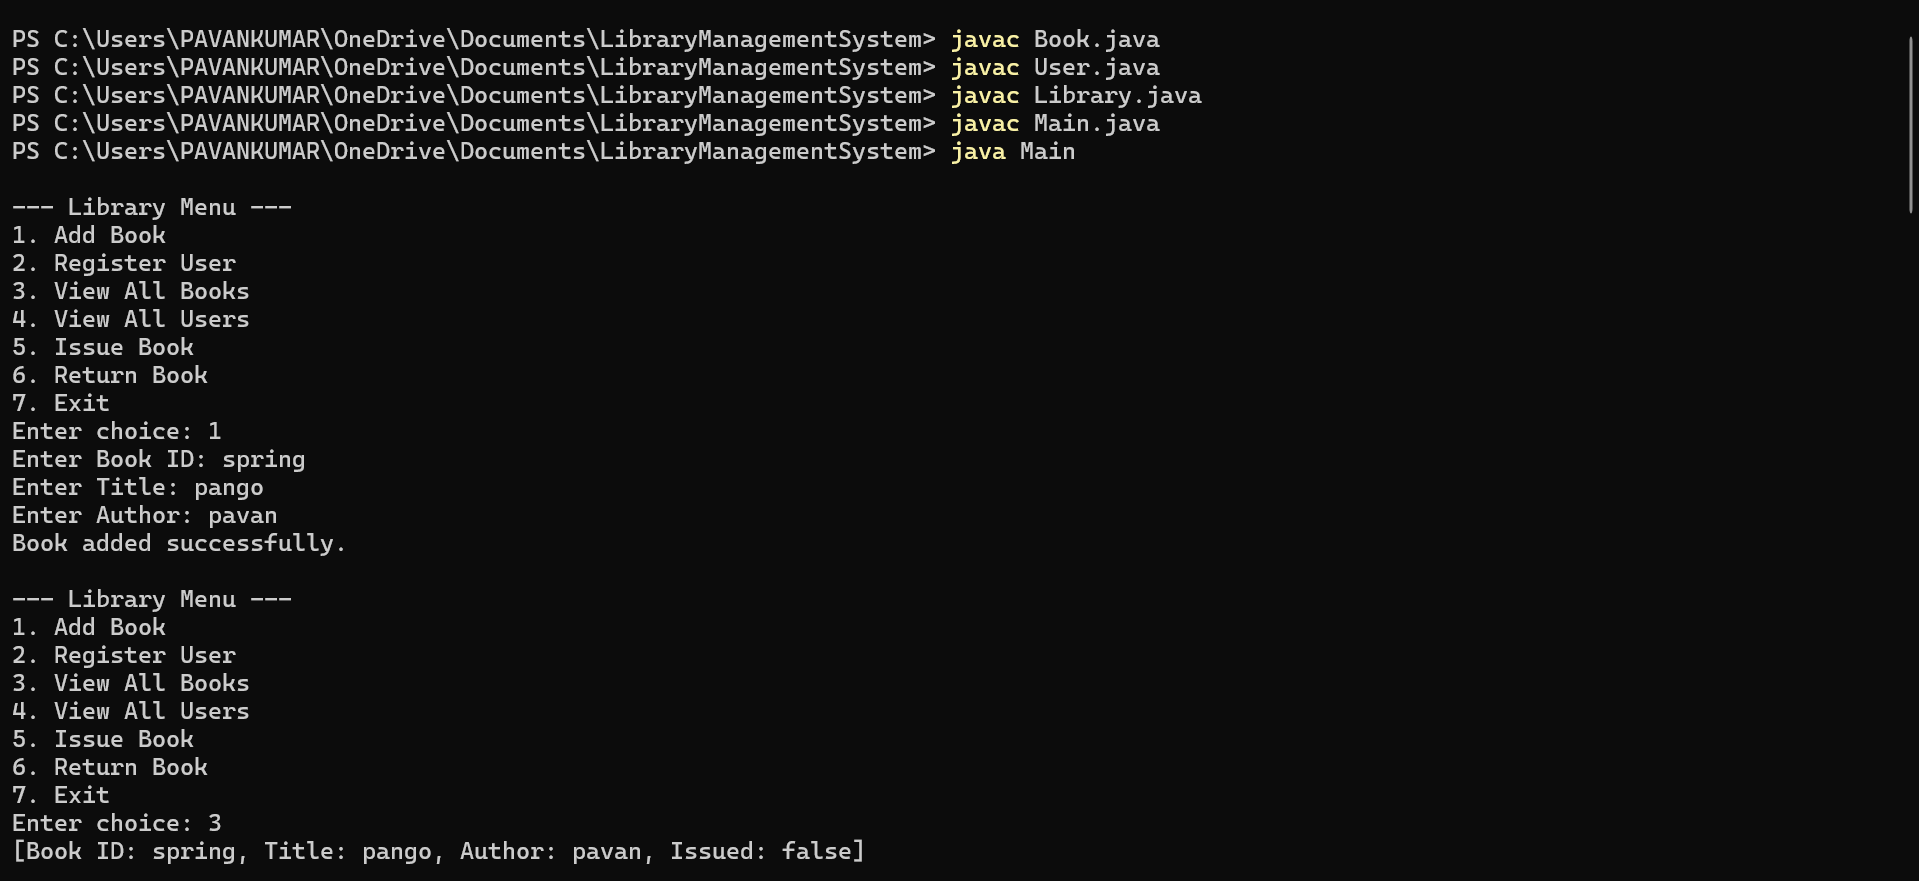 PS C:\Users\PAVANKUMAR\OneDrive\Documents\LibraryManagementSystem> javac Book.java
PS C:\Users\PAVANKUMAR\OneDrive\Documents\LibraryManagementSystem> javac User.java
PS C:\Users\PAVANKUMAR\OneDrive\Documents\LibraryManagementSystem> javac Library.java
PS C:\Users\PAVANKUMAR\OneDrive\Documents\LibraryManagementSystem> javac Main.java
PS C:\Users\PAVANKUMAR\OneDrive\Documents\LibraryManagementSystem> java Main
--- Library Menu ---
1. Add Book
2. Register User
3. View All Books
4. View All Users
5. Issue Book
6. Return Book
7. Exit
Enter choice: 1
Enter Book ID: spring
Enter Title: pango
Enter Author: pavan
Book added successfully.
--- Library Menu ---
1. Add Book
2. Register User
3. View All Books
4. View All Users
5. Issue Book
6. Return Book
7. Exit
Enter choice: 3
[Book ID: spring, Title: pango, Author: pavan, Issued: false]